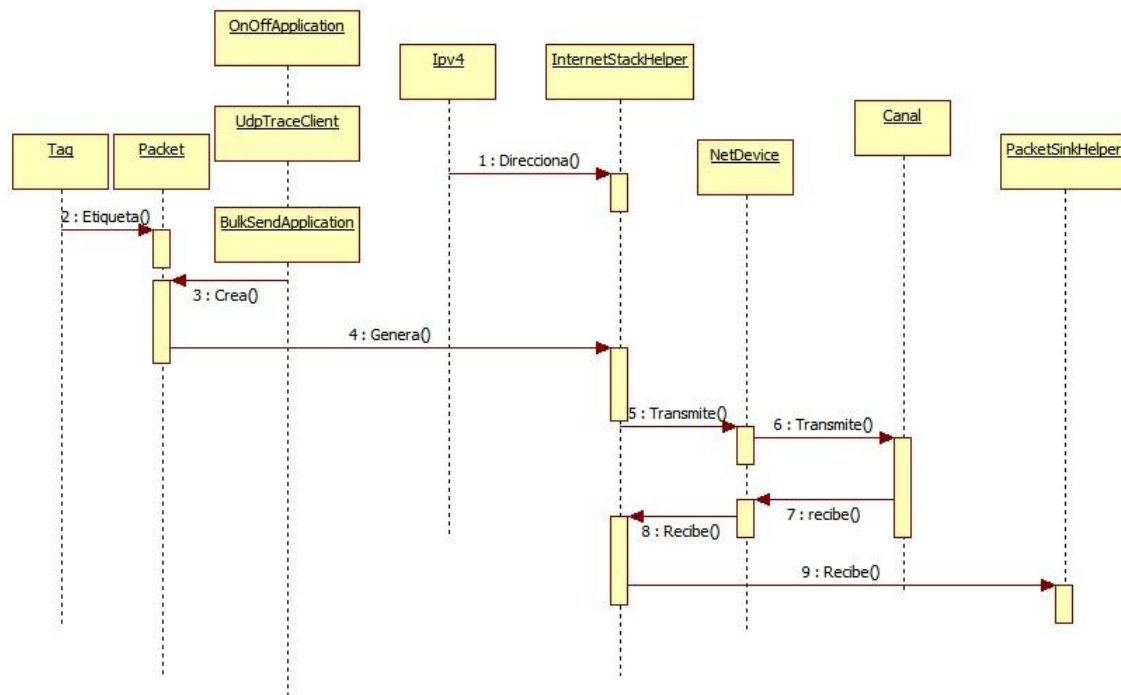 OnOffApplication
Ipv4
InternetStackHelper
UdpTraceClient
Canal
Tag
Packet
NetDevice
PacketSinkHelper
1 : Direcciona()
2 : Etiqueta()
BulkSendApplication
3 : Crea()
4 : Genera()
5 : Transmite()
6 : Transmite()
7 : recibe()
8 : Recibe()
9 : Recibe()